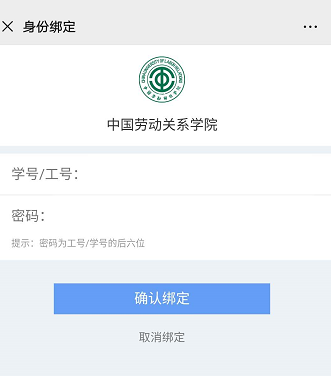 身份绑定
中国劳动关系学院
学号/工号：
密码：
提示：密码为工号/学号的后六位
确认绑定
取消绑定